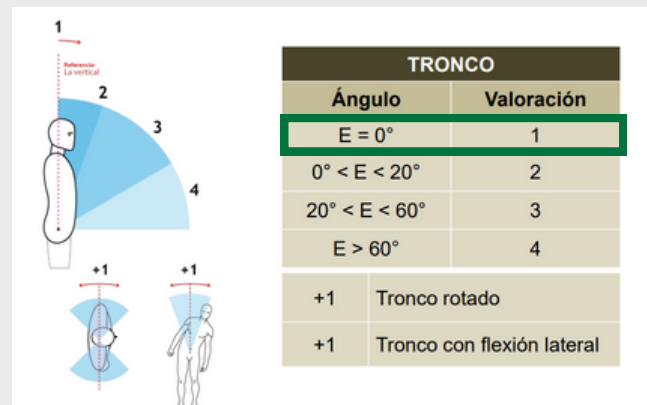 1
Referencia:
La vertical
2
3
4
+1
+1
TRONCO
Ángulo Valoración
E = 0° 1
0° < E < 20° 2
20° < E < 60° 3
E > 60° 4
+1 Tronco rotado
+1 Tronco con flexión lateral